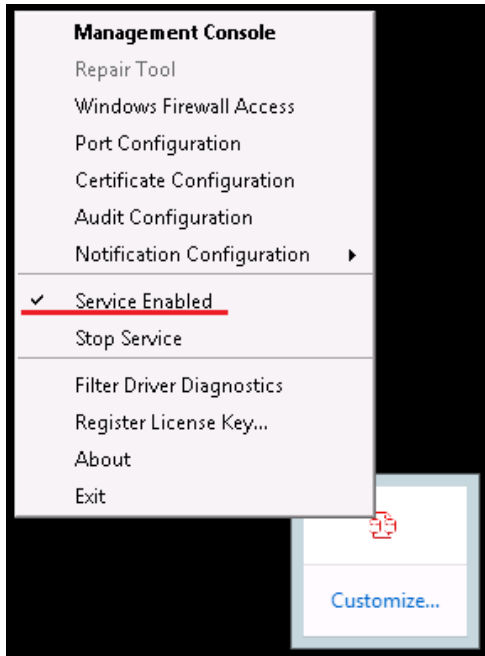 Management Console
Repair Tool
Windows Firewall Access
Port Configuration
Certificate Configuration
Audit Configuration
Notification Configuration
Service Enabled
Stop Service
Filter Driver Diagnostics
Register License Key...
About
Exit
Customize...